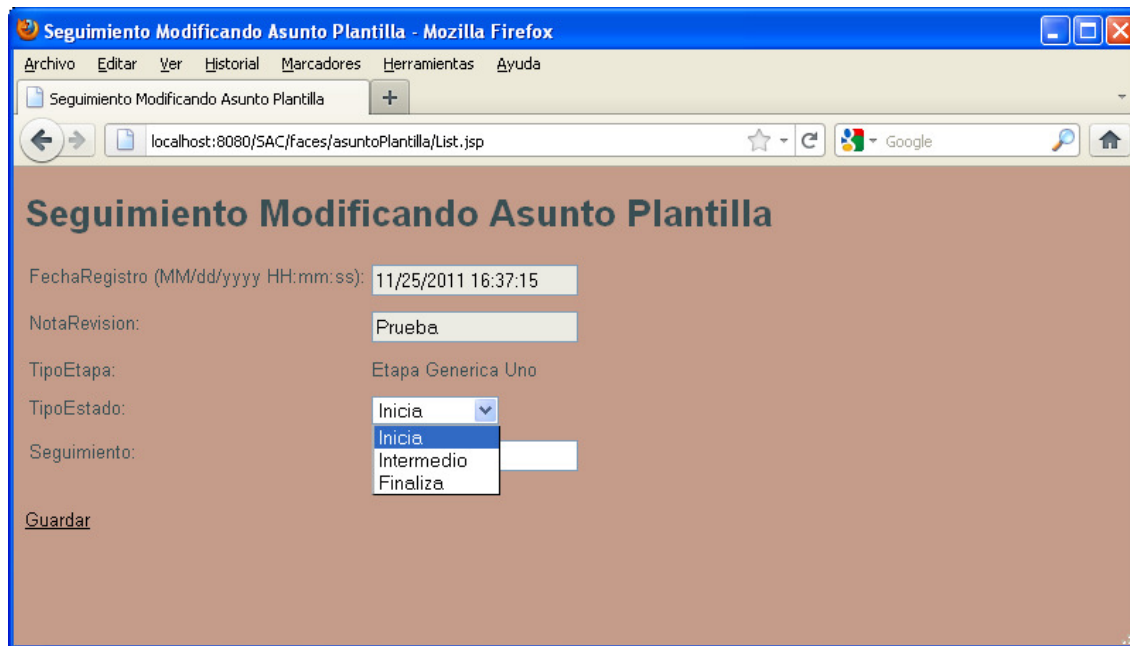 Seguimiento Modificando Asunto Plantilla - Mozilla Firefox
Archivo Editar Ver Historial Marcadores Herramientas Ayuda
Seguimiento Modificando Asunto Plantilla
localhost:8080/SAC/faces/asuntoPlantilla/List.jsp Google
Seguimiento Modificando Asunto Plantilla
FechaRegistro (MM/dd/yyyy HH:mm:ss): 11/25/2011 16:37:15
NotaRevision: Prueba
TipoEtapa: Etapa Generica Uno
TipoEstado: Inicia
Inicia
Seguimiento:
Intermedio
Finaliza
Guardar